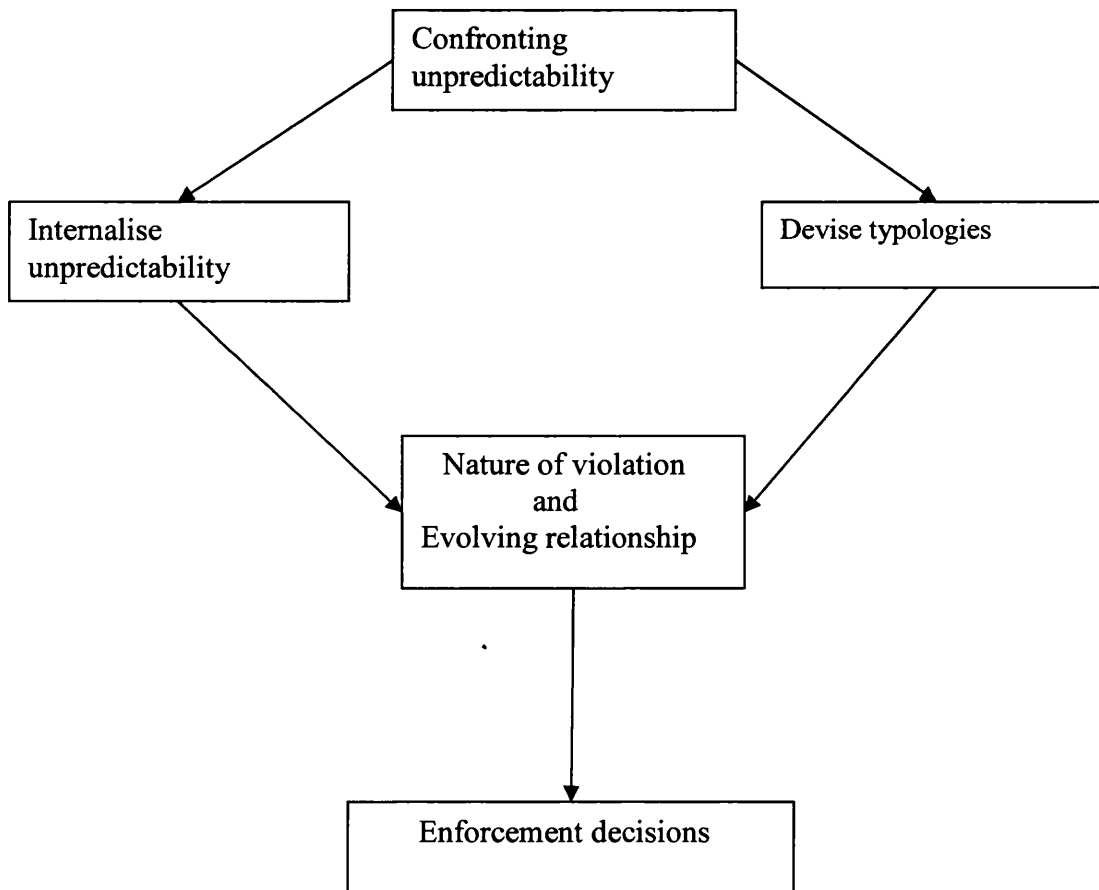 Confronting
unpredictability
Internalise
unpredictability
Devise typologies
Nature of violation
and
Evolving relationship
Enforcement decisions